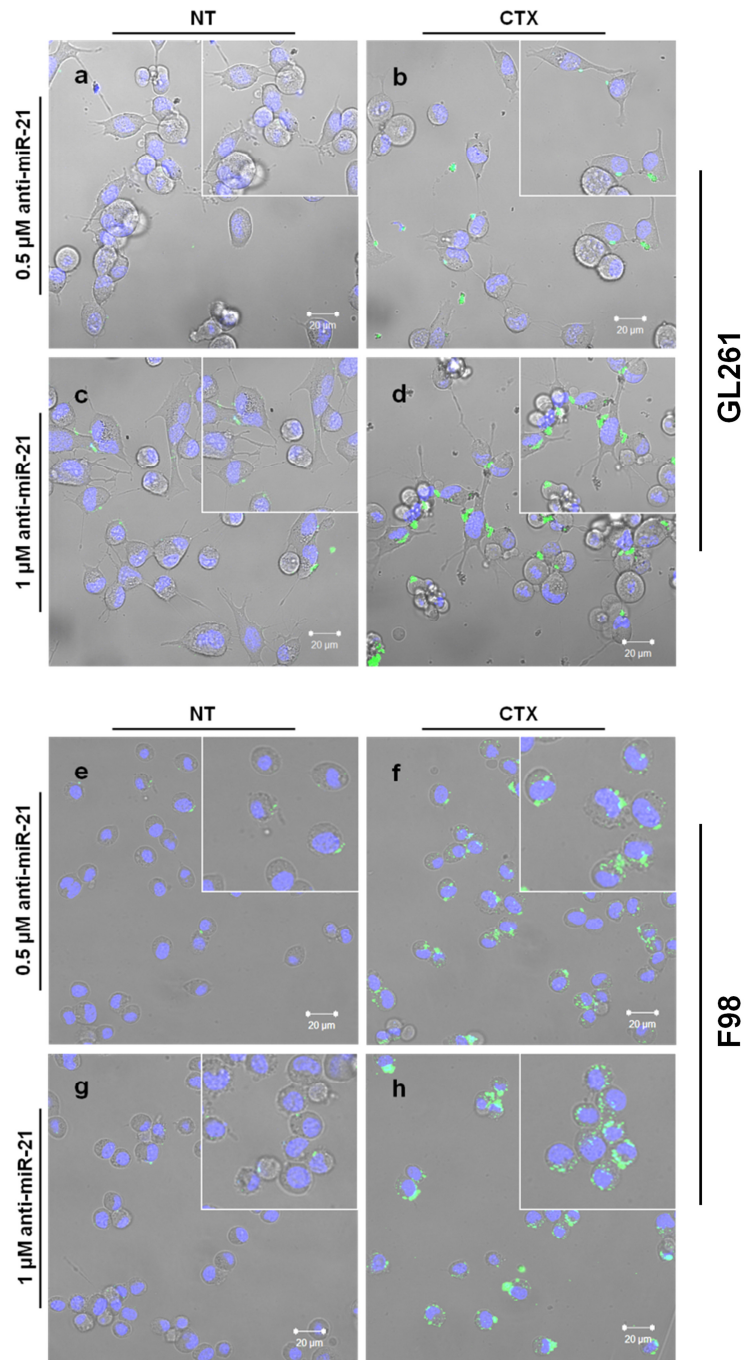 NT
CTX
0.5 µM anti-miR-21
a
20 µm
b
20 µm
1 µM anti-miR-21
c
20 µm
d
20 µm
GL261
NT
CTX
0.5 µM anti-miR-21
e
20 µm
f
20 µm
1 µM anti-miR-21
g
20 µm
h
20 µm
F98